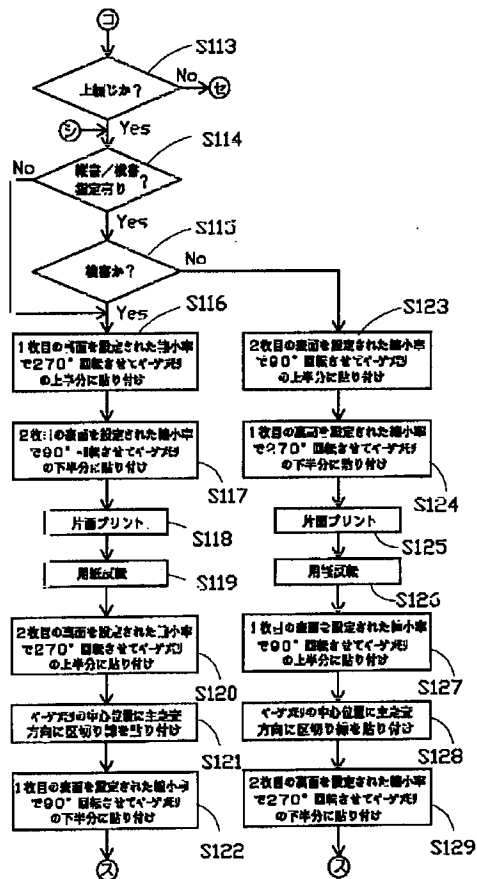 コ
S113
上綴じか?
No
セ
シ
Yes
S114
縦書/横書
指定有り
?
No
Yes
S115
横書か?
No
Yes
S116
1枚目の裏面を設定された縮小率
で270°回転させてイメージメモリ
の上半分に貼り付け
2枚目の表面を設定された縮小率
で90°回転させてイメージメモリ
の下半分に貼り付け
S117
片面プリント
S118
用紙反転
S119
2枚目の裏面を設定された縮小率
で270°回転させてイメージメモリ
の上半分に貼り付け
S120
イメージメモリの中心位置に主走査
方向に区切り線を貼り付け
S121
1枚目の表面を設定された縮小率
で90°回転させてイメージメモリ
の下半分に貼り付け
S122
ス
S123
2枚目の表面を設定された縮小率
で90°回転させてイメージメモリ
の上半分に貼り付け
1枚目の裏面を設定された縮小率
で270°回転させてイメージメモリ
の下半分に貼り付け
S124
片面プリント
S125
用紙反転
S126
1枚目の表面を設定された縮小率
で90°回転させてイメージメモリ
の上半分に貼り付け
S127
イメージメモリの中心位置に主走査
方向に区切り線を貼り付け
S128
2枚目の裏面を設定された縮小率
で270°回転させてイメージメモリ
の下半分に貼り付け
S129
ス